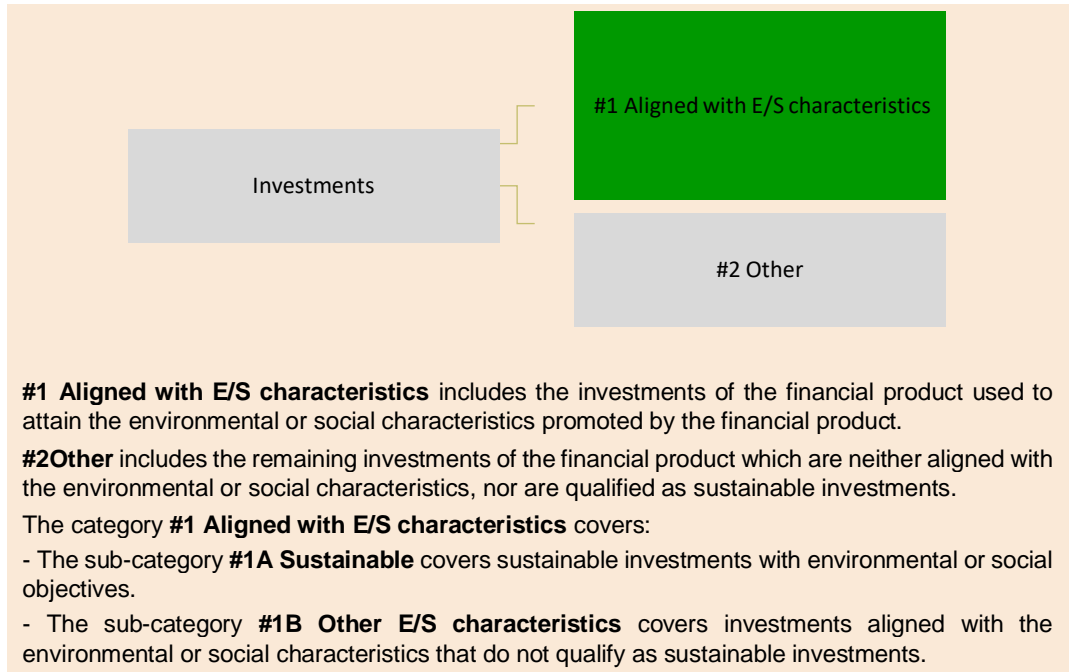 #1 Aligned with E/S characteristics
Investments
#2 Other
#1 Aligned with E/S characteristics includes the investments of the financial product used to
attain the environmental or social characteristics promoted by the financial product.
#2Other includes the remaining investments of the financial product which are neither aligned with
the environmental or social characteristics, nor are qualified as sustainable investments.
The category #1 Aligned with E/S characteristics covers:
- The sub-category #1A Sustainable covers sustainable investments with environmental or social
objectives.
- The sub-category #1B Other E/S characteristics covers investments aligned with the
environmental or social characteristics that do not qualify as sustainable investments.